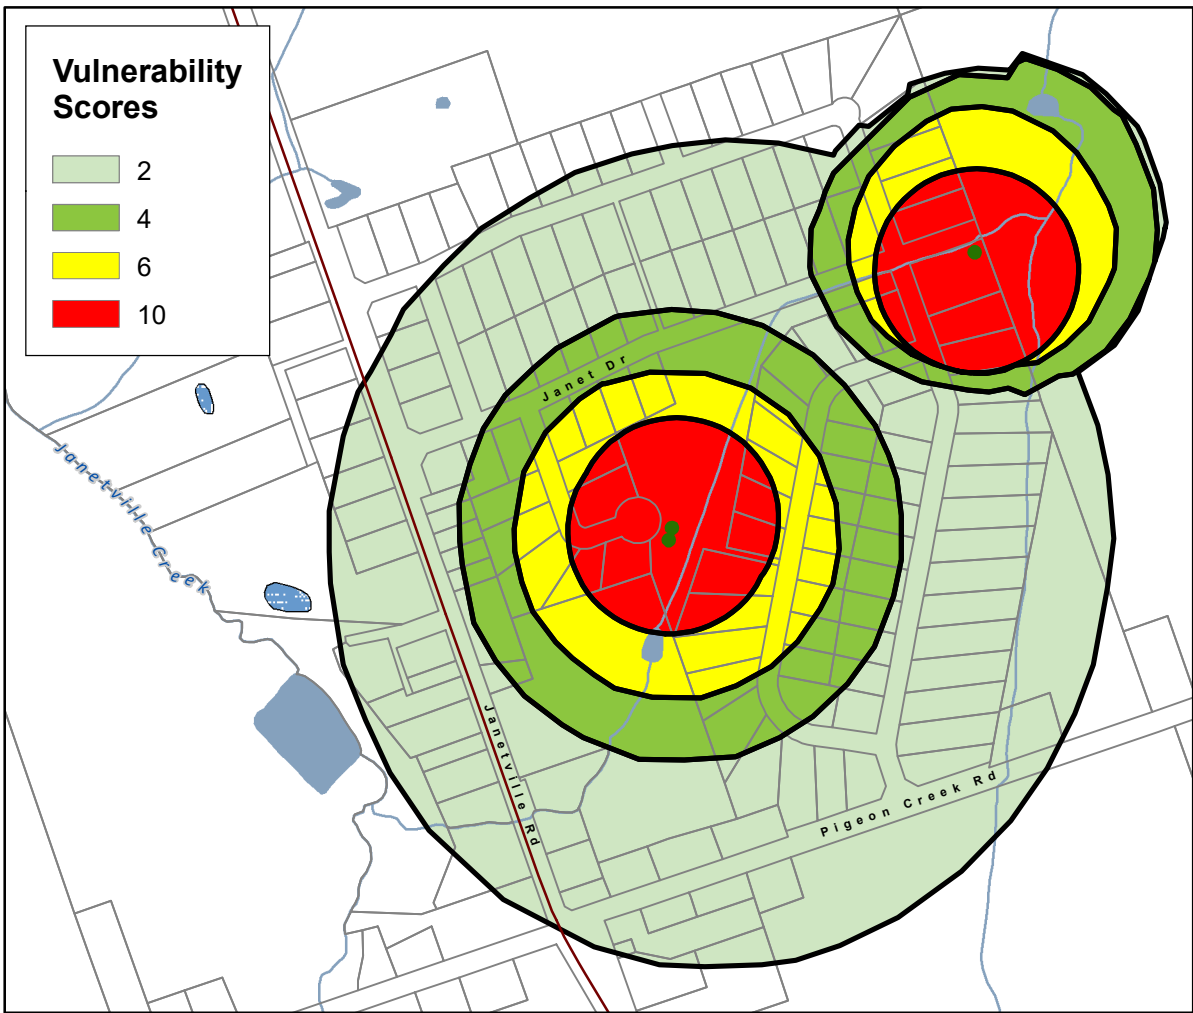 Vulnerability
Scores
2
4
6
10
Janet Dr
Janetville Creek
Janetville Rd
Pigeon Creek Rd